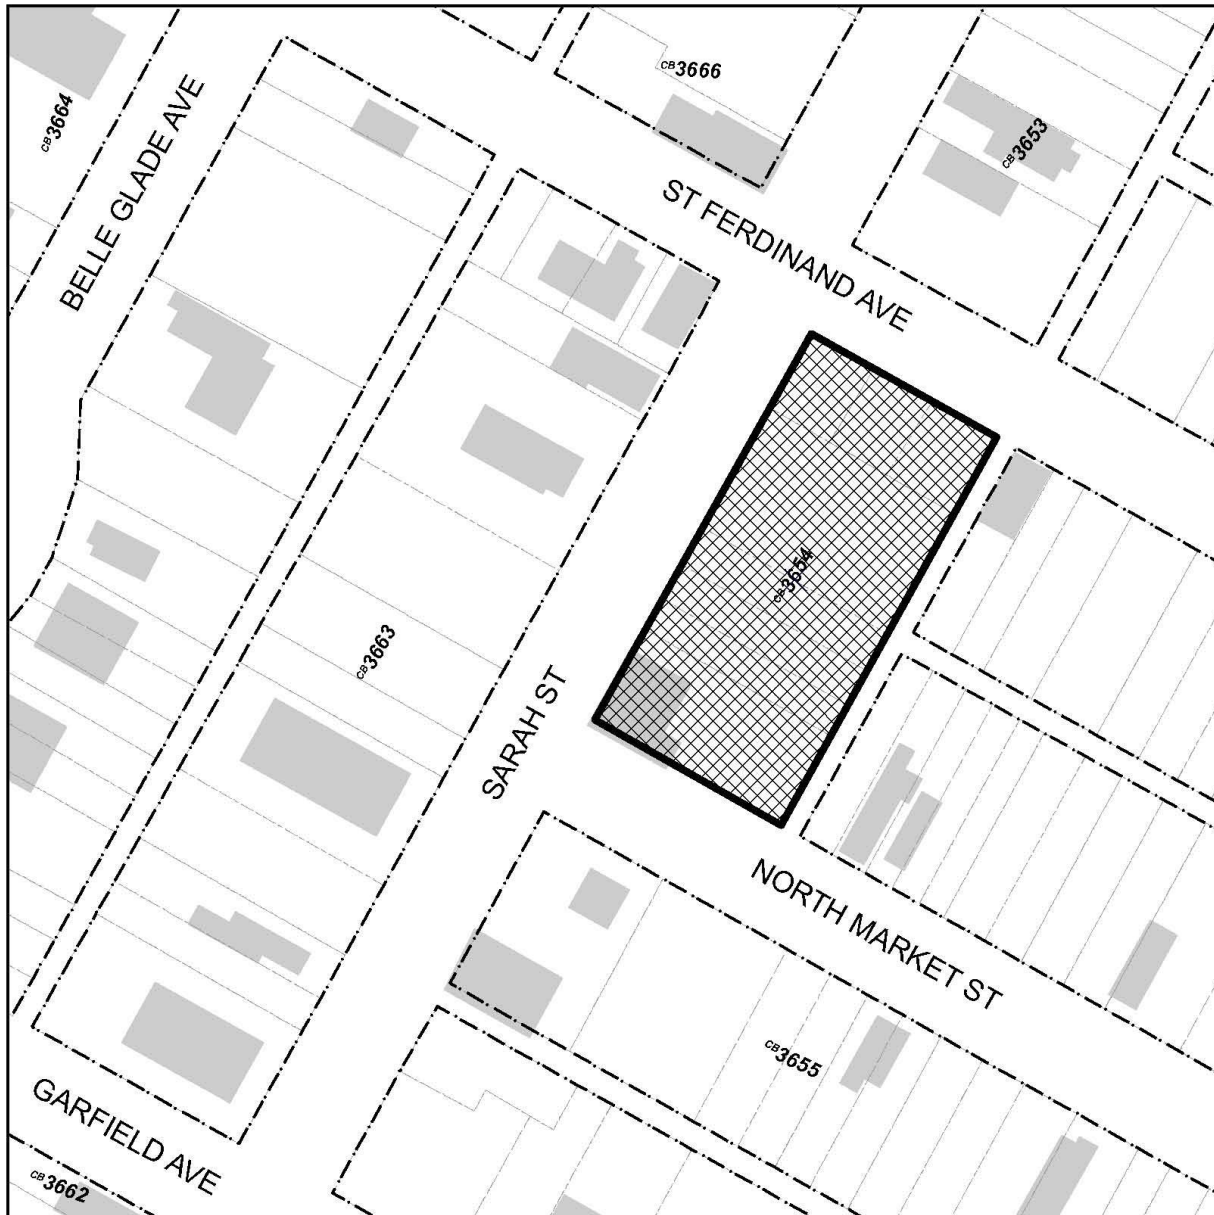 CB3666
CB3664
CB3653
BELLE GLADE AVE
ST FERDINAND AVE
CB3654
CB3663
SARAH ST
NORTH MARKET ST
CB3655
GARFIELD AVE
CB3662